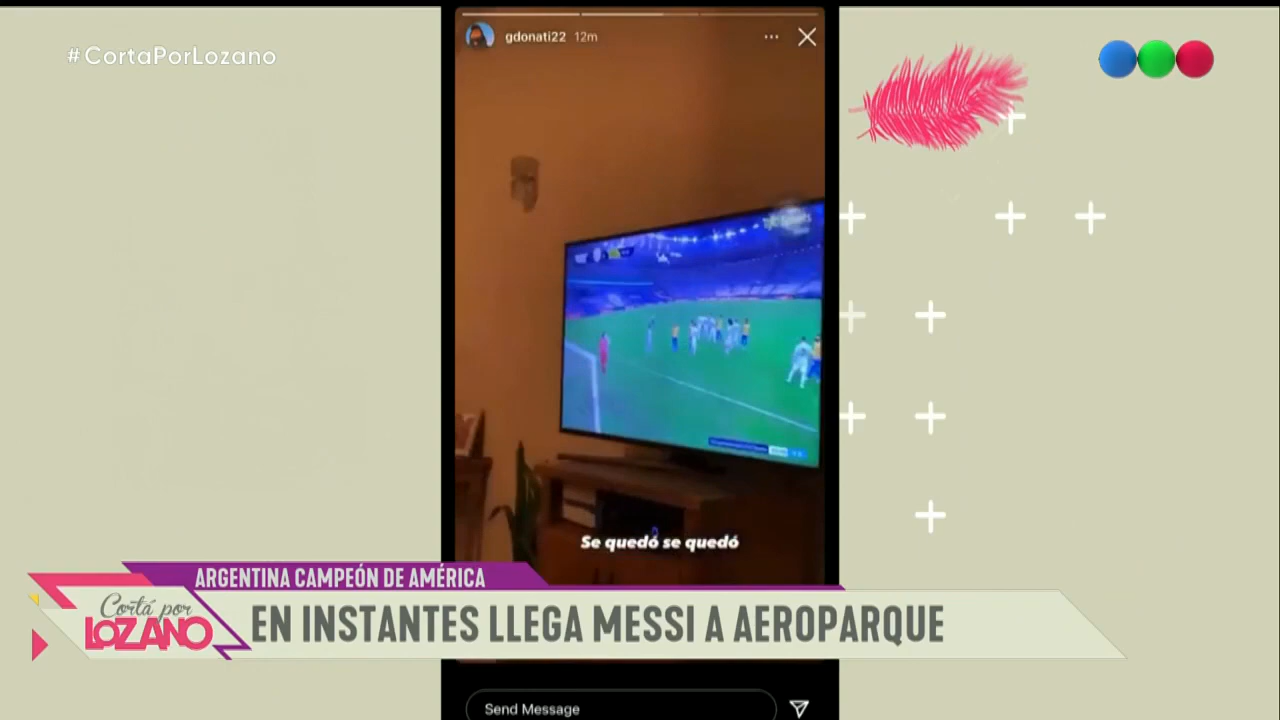 #CortaPorLozano
gdonati22 12m
Se quedó se quedó
ARGENTINA CAMPEÓN DE AMÉRICA
Cortá por
LOZANO
EN INSTANTES LLEGA MESSI A AEROPARQUE
Send Message